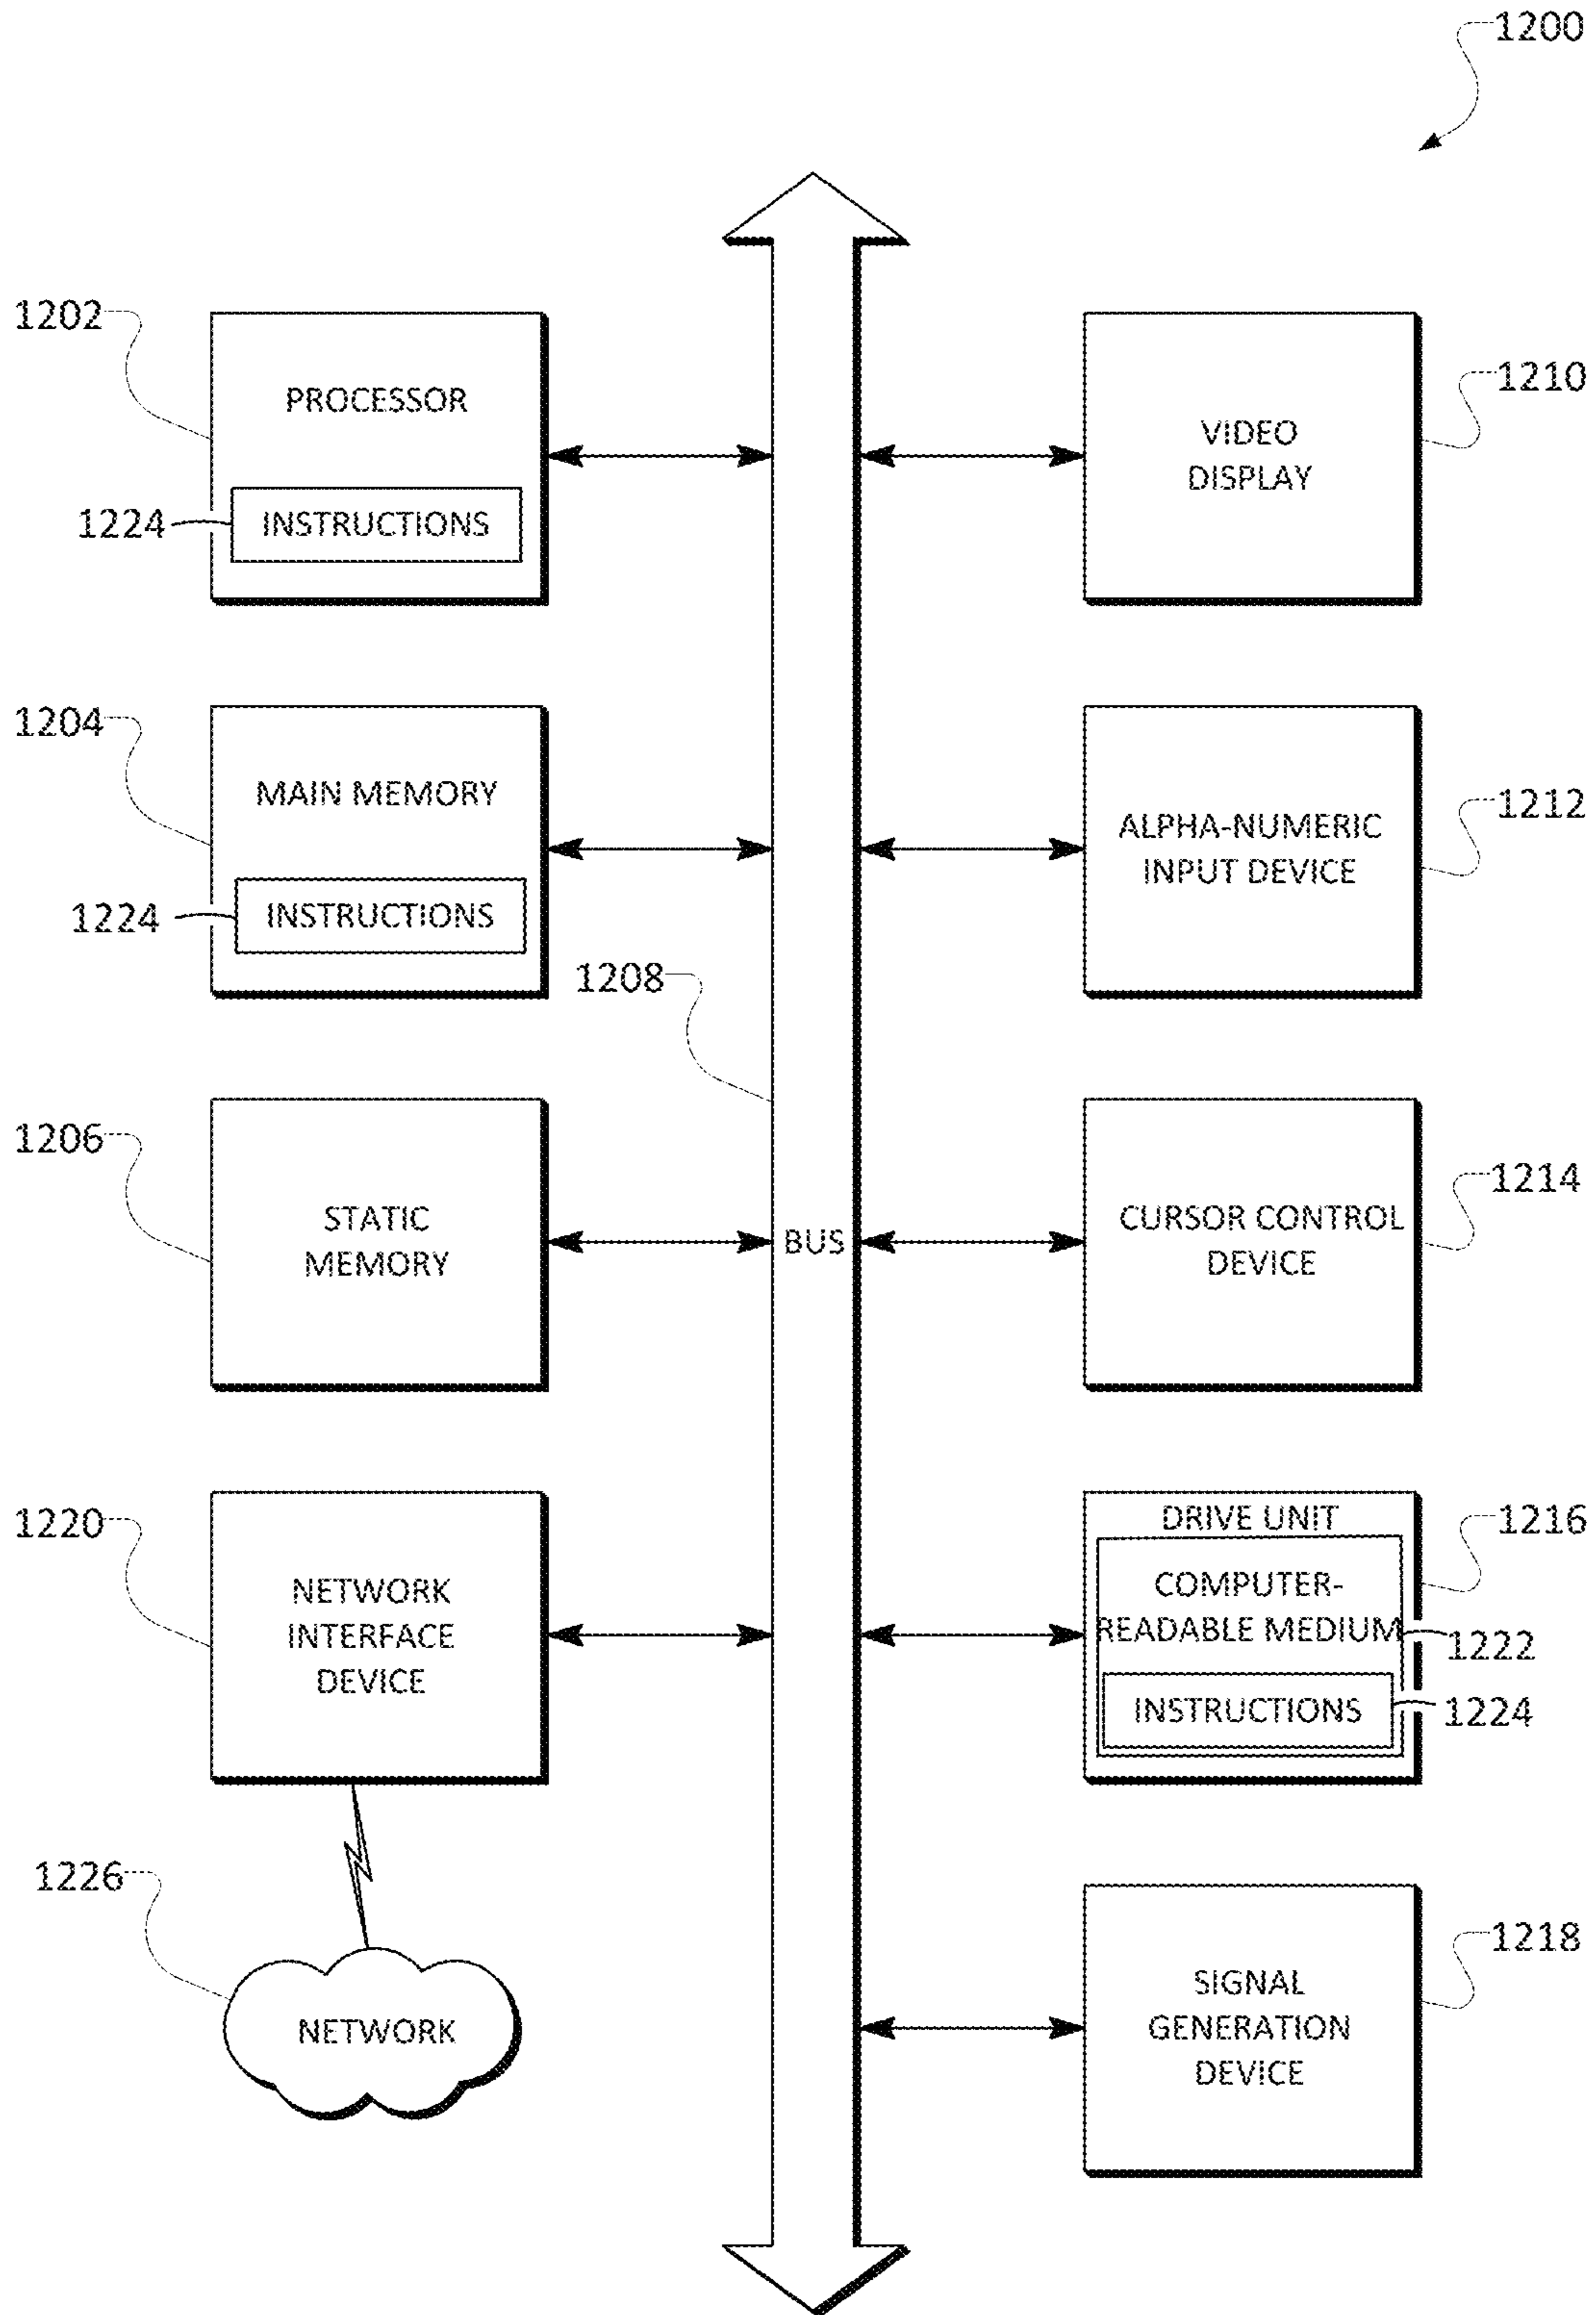 1200
1202
PROCESSOR
1224
INSTRUCTIONS
1210
VIDEO
DISPLAY
1204
MAIN MEMORY
1224
INSTRUCTIONS
1212
ALPHA-NUMERIC
INPUT DEVICE
1208
1206
STATIC
MEMORY
BUS
1214
CURSOR CONTROL
DEVICE
1220
NETWORK
INTERFACE
DEVICE
1216
DRIVE UNIT
COMPUTER-
READABLE MEDIUM
1222
INSTRUCTIONS
1224
1226
NETWORK
1218
SIGNAL
GENERATION
DEVICE